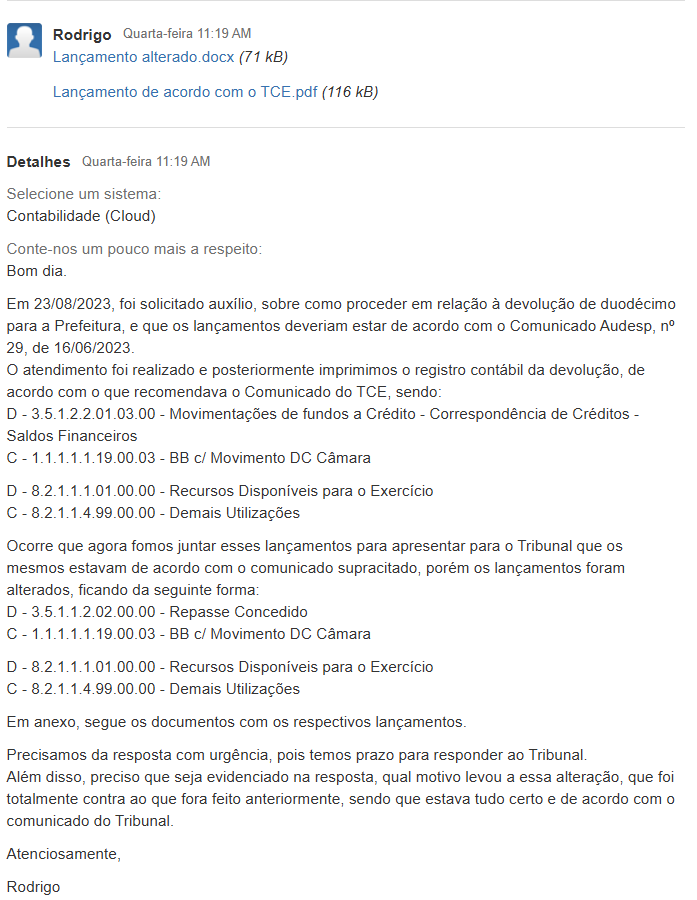 Rodrigo Quarta-feira 11:19 AM
Lançamento alterado.docx (71 kB)
Lançamento de acordo com o TCE.pdf (116 kB)
Detalhes Quarta-feira 11:19 AM
Selecione um sistema:
Contabilidade (Cloud)
Conte-nos um pouco mais a respeito:
Bom dia.
Em 23/08/2023, foi solicitado auxílio, sobre como proceder em relação à devolução de duodécimo
para a Prefeitura, e que os lançamentos deveriam estar de acordo com o Comunicado Audesp, nº
29, de 16/06/2023.
O atendimento foi realizado e posteriormente imprimimos o registro contábil da devolução, de
acordo com o que recomendava o Comunicado do TCE, sendo:
D - 3.5.1.2.2.01.03.00 - Movimentações de fundos a Crédito - Correspondência de Créditos -
Saldos Financeiros
C - 1.1.1.1.1.19.00.03 - BB c/ Movimento DC Câmara
D - 8.2.1.1.1.01.00.00 - Recursos Disponíveis para o Exercício
C - 8.2.1.1.4.99.00.00 - Demais Utilizações
Ocorre que agora fomos juntar esses lançamentos para apresentar para o Tribunal que os
mesmos estavam de acordo com o comunicado supracitado, porém os lançamentos foram
alterados, ficando da seguinte forma:
D - 3.5.1.1.2.02.00.00 - Repasse Concedido
C - 1.1.1.1.1.19.00.03 - BB c/ Movimento DC Câmara
D - 8.2.1.1.1.01.00.00 - Recursos Disponíveis para o Exercício
C - 8.2.1.1.4.99.00.00 - Demais Utilizações
Em anexo, segue os documentos com os respectivos lançamentos.
Precisamos da resposta com urgência, pois temos prazo para responder ao Tribunal.
Além disso, preciso que seja evidenciado na resposta, qual motivo levou a essa alteração, que foi
totalmente contra ao que fora feito anteriormente, sendo que estava tudo certo e de acordo com o
comunicado do Tribunal.
Atenciosamente,
Rodrigo